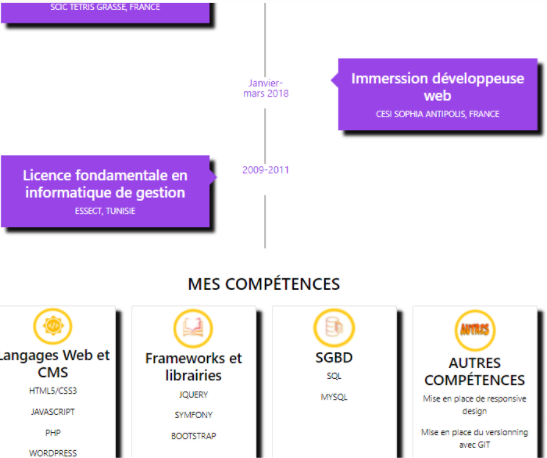 SCIC TETRIS GRASSE, FRANCE
Janvier-
mars 2018
Immerssion développeuse
web
CESI SOPHIA ANTIPOLIS, FRANCE
Licence fondamentale en
informatique de gestion
ESSECT, TUNISIE
2009-2011
MES COMPÉTENCES
Langages Web et
CMS
HTML5/CSS3
JAVASCRIPT
PHP
WORDPRESS
Frameworks et
librairies
JQUERY
SYMFONY
BOOTSTRAP
SGBD
SQL
MYSQL
AUTRES
AUTRES
COMPÉTENCES
Mise en place de responsive
design
Mise en place du versionning
avec GIT